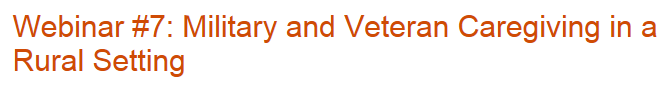 Webinar #7: Military and Veteran Caregiving in a
Rural Setting